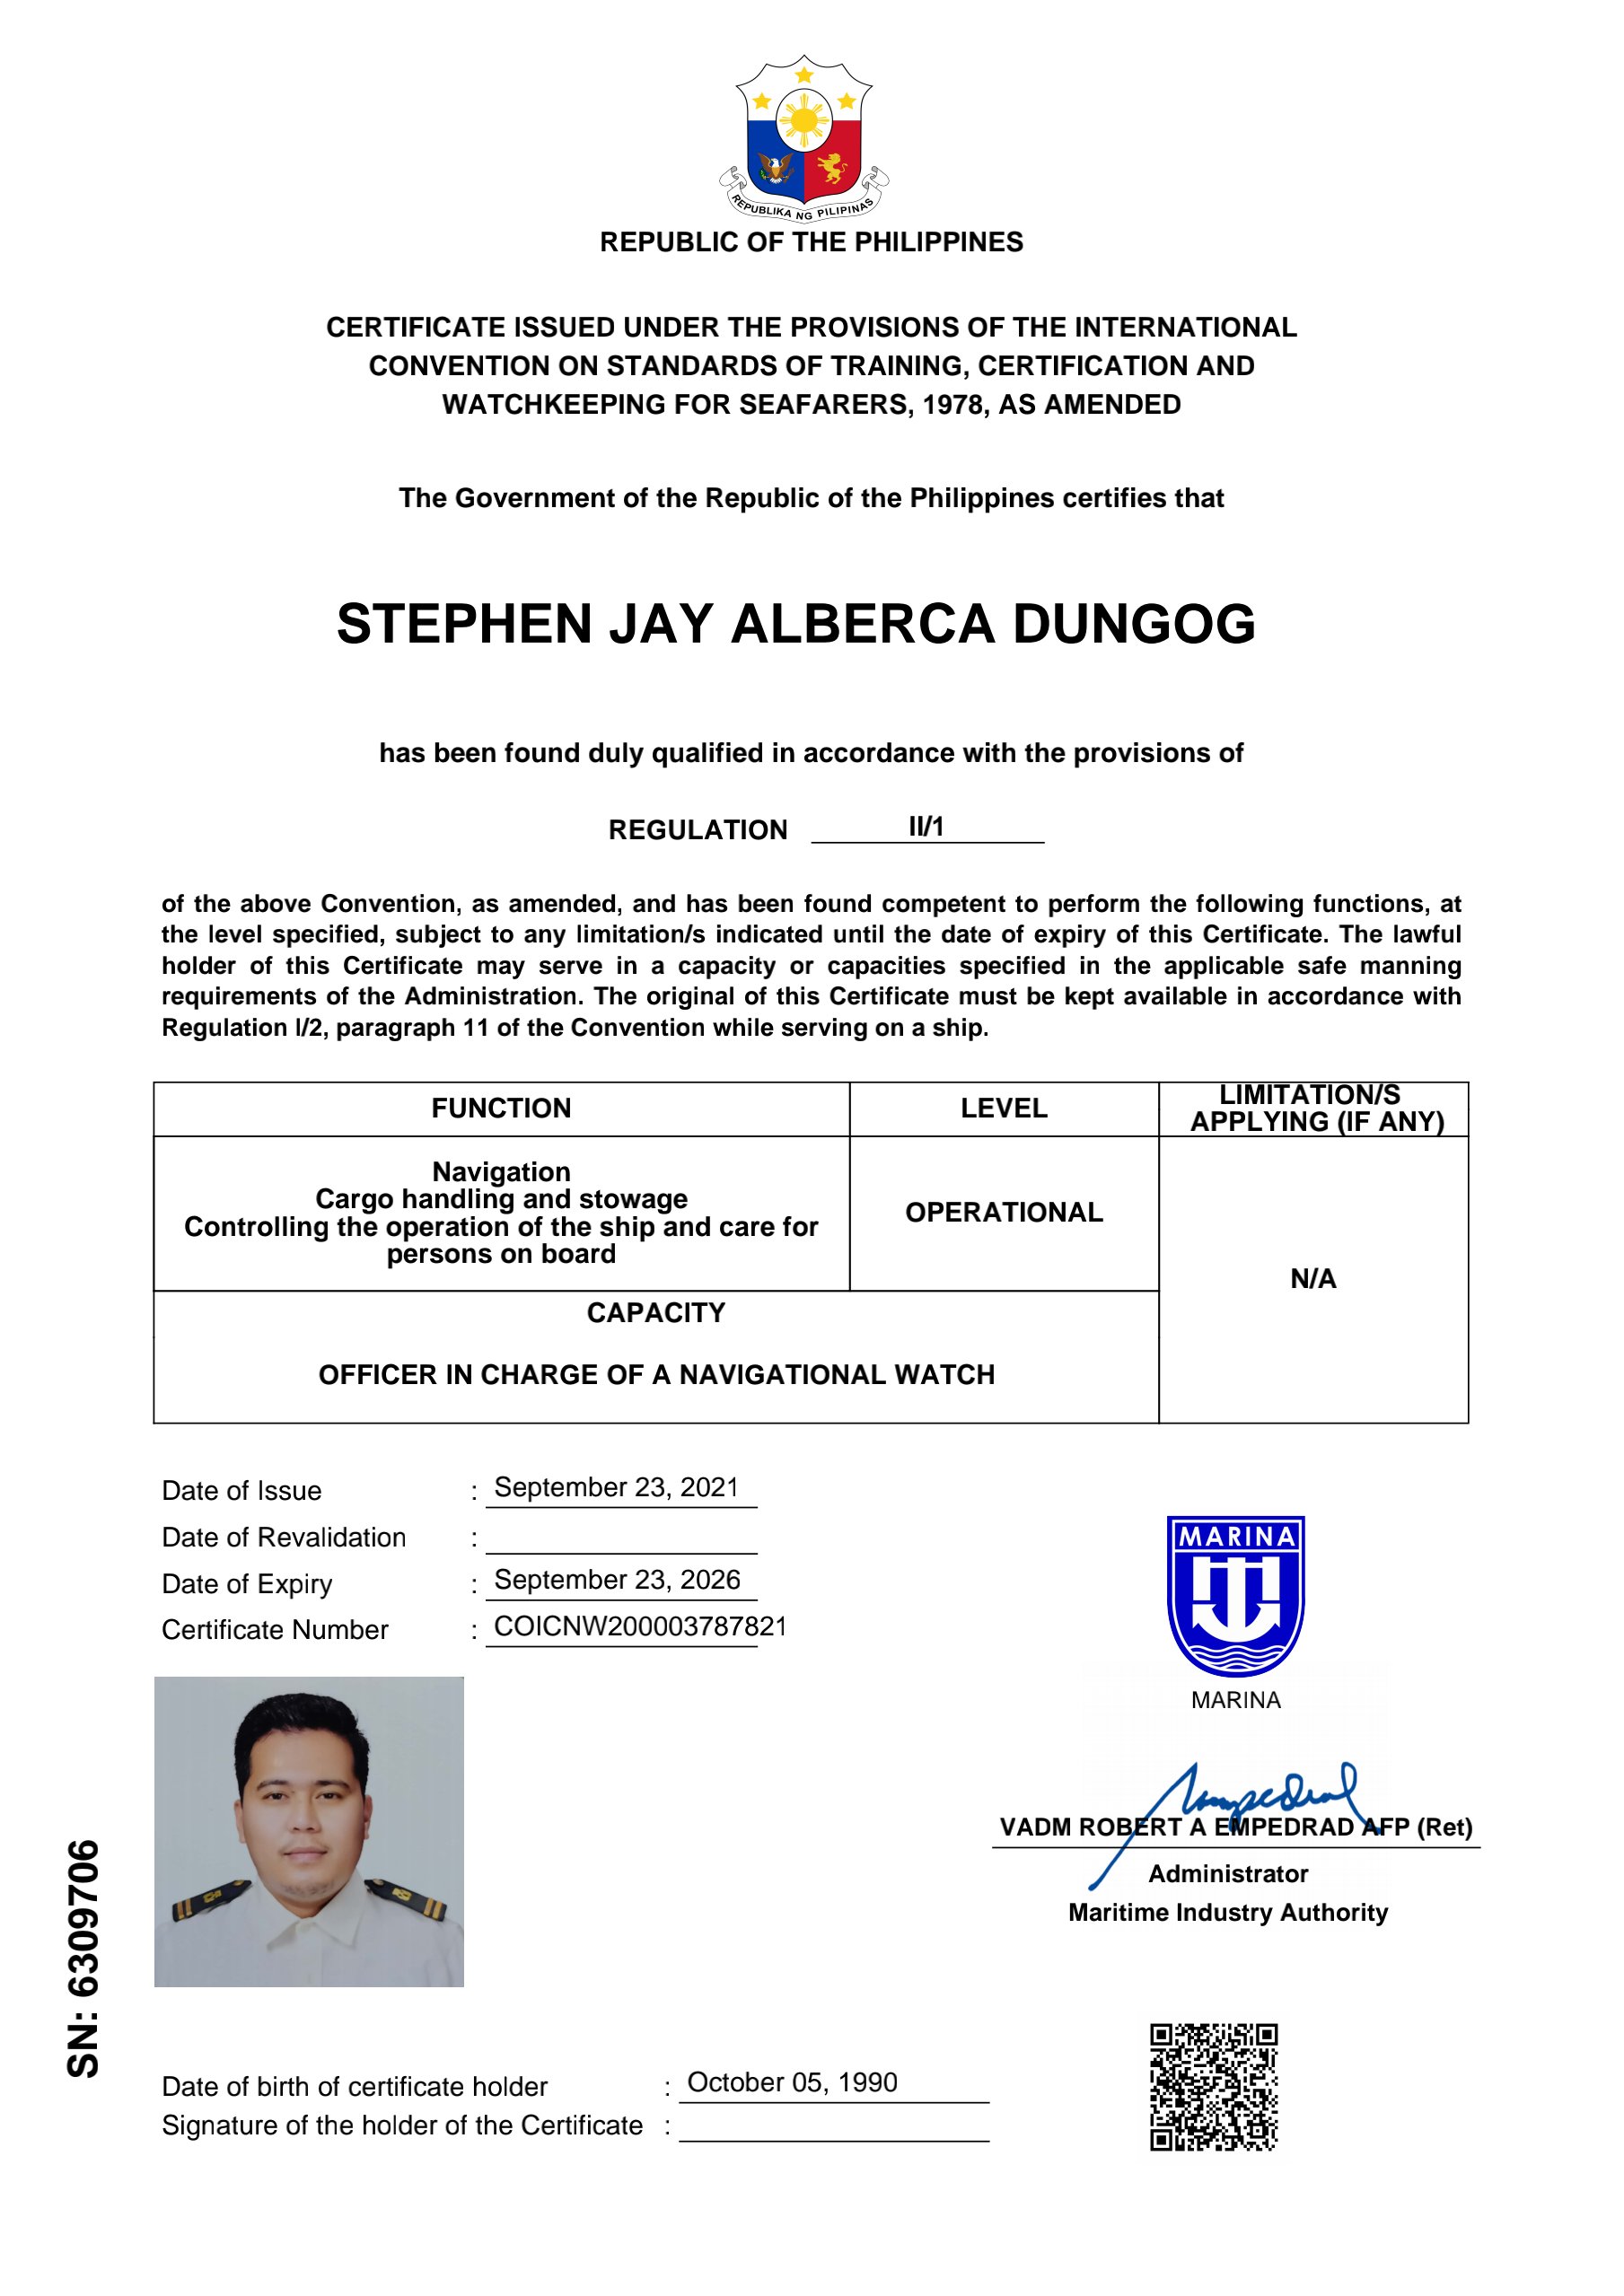 REPUBLIKA NG PILIPINAS
REPUBLIC OF THE PHILIPPINES
CERTIFICATE ISSUED UNDER THE PROVISIONS OF THE INTERNATIONAL
CONVENTION ON STANDARDS OF TRAINING, CERTIFICATION AND
WATCHKEEPING FOR SEAFARERS, 1978, AS AMENDED
The Government of the Republic of the Philippines certifies that
STEPHEN JAY ALBERCA DUNGOG
has been found duly qualified in accordance with the provisions of
REGULATION II/1
of the above Convention, as amended, and has been found competent to perform the following functions, at
the level specified, subject to any limitation/s indicated until the date of expiry of this Certificate. The lawful
holder of this Certificate may serve in a capacity or capacities specified in the applicable safe manning
requirements of the Administration. The original of this Certificate must be kept available in accordance with
Regulation I/2, paragraph 11 of the Convention while serving on a ship.
FUNCTION
LEVEL
LIMITATION/S
APPLYING (IF ANY)
Navigation
Cargo handling and stowage
Controlling the operation of the ship and care for
persons on board
OPERATIONAL
N/A
CAPACITY
OFFICER IN CHARGE OF A NAVIGATIONAL WATCH
Date of Issue : September 23, 2021
Date of Revalidation :
Date of Expiry : September 23, 2026
Certificate Number : COICNW200003787821
MARINA
MARINA
VADM ROBERT A EMPEDRAD AFP (Ret)
Administrator
Maritime Industry Authority
SN: 6309706
Date of birth of certificate holder : October 05, 1990
Signature of the holder of the Certificate :